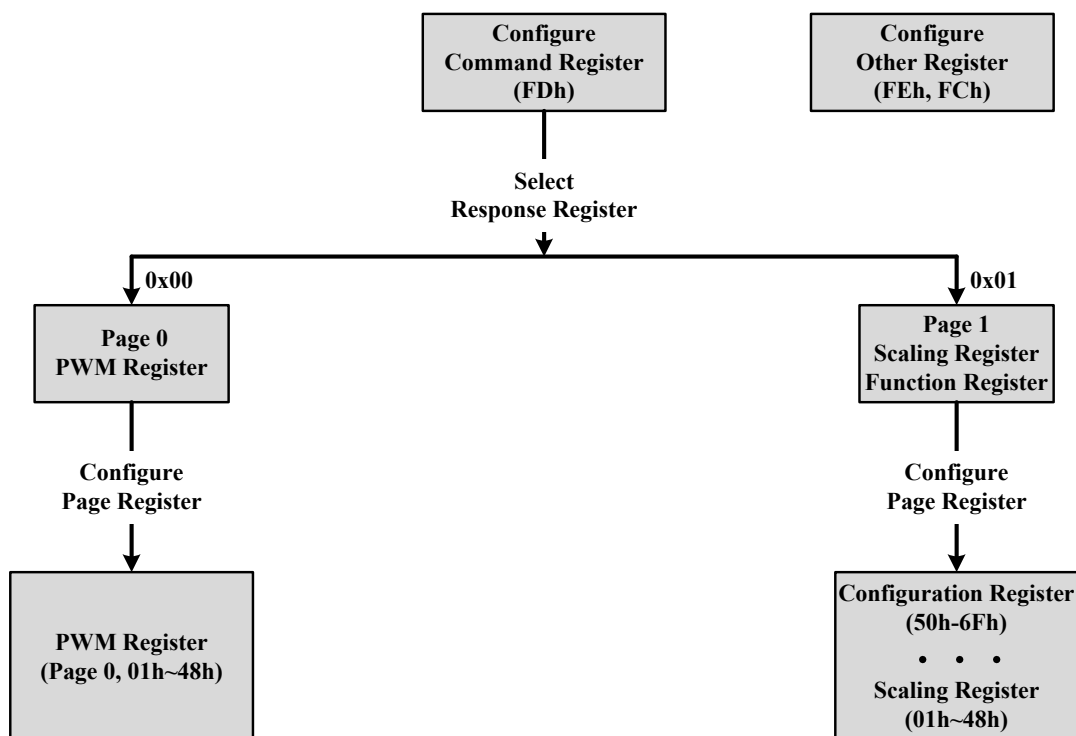 Configure
Command Register
(FDh)
Configure
Other Register
(FEh, FCh)
Select
Response Register
0x00
0x01
Page 0
PWM Register
Page 1
Scaling Register
Function Register
Configure
Page Register
Configure
Page Register
PWM Register
(Page 0, 01h~48h)
Configuration Register
(50h-6Fh)
• • •
Scaling Register
(01h~48h)